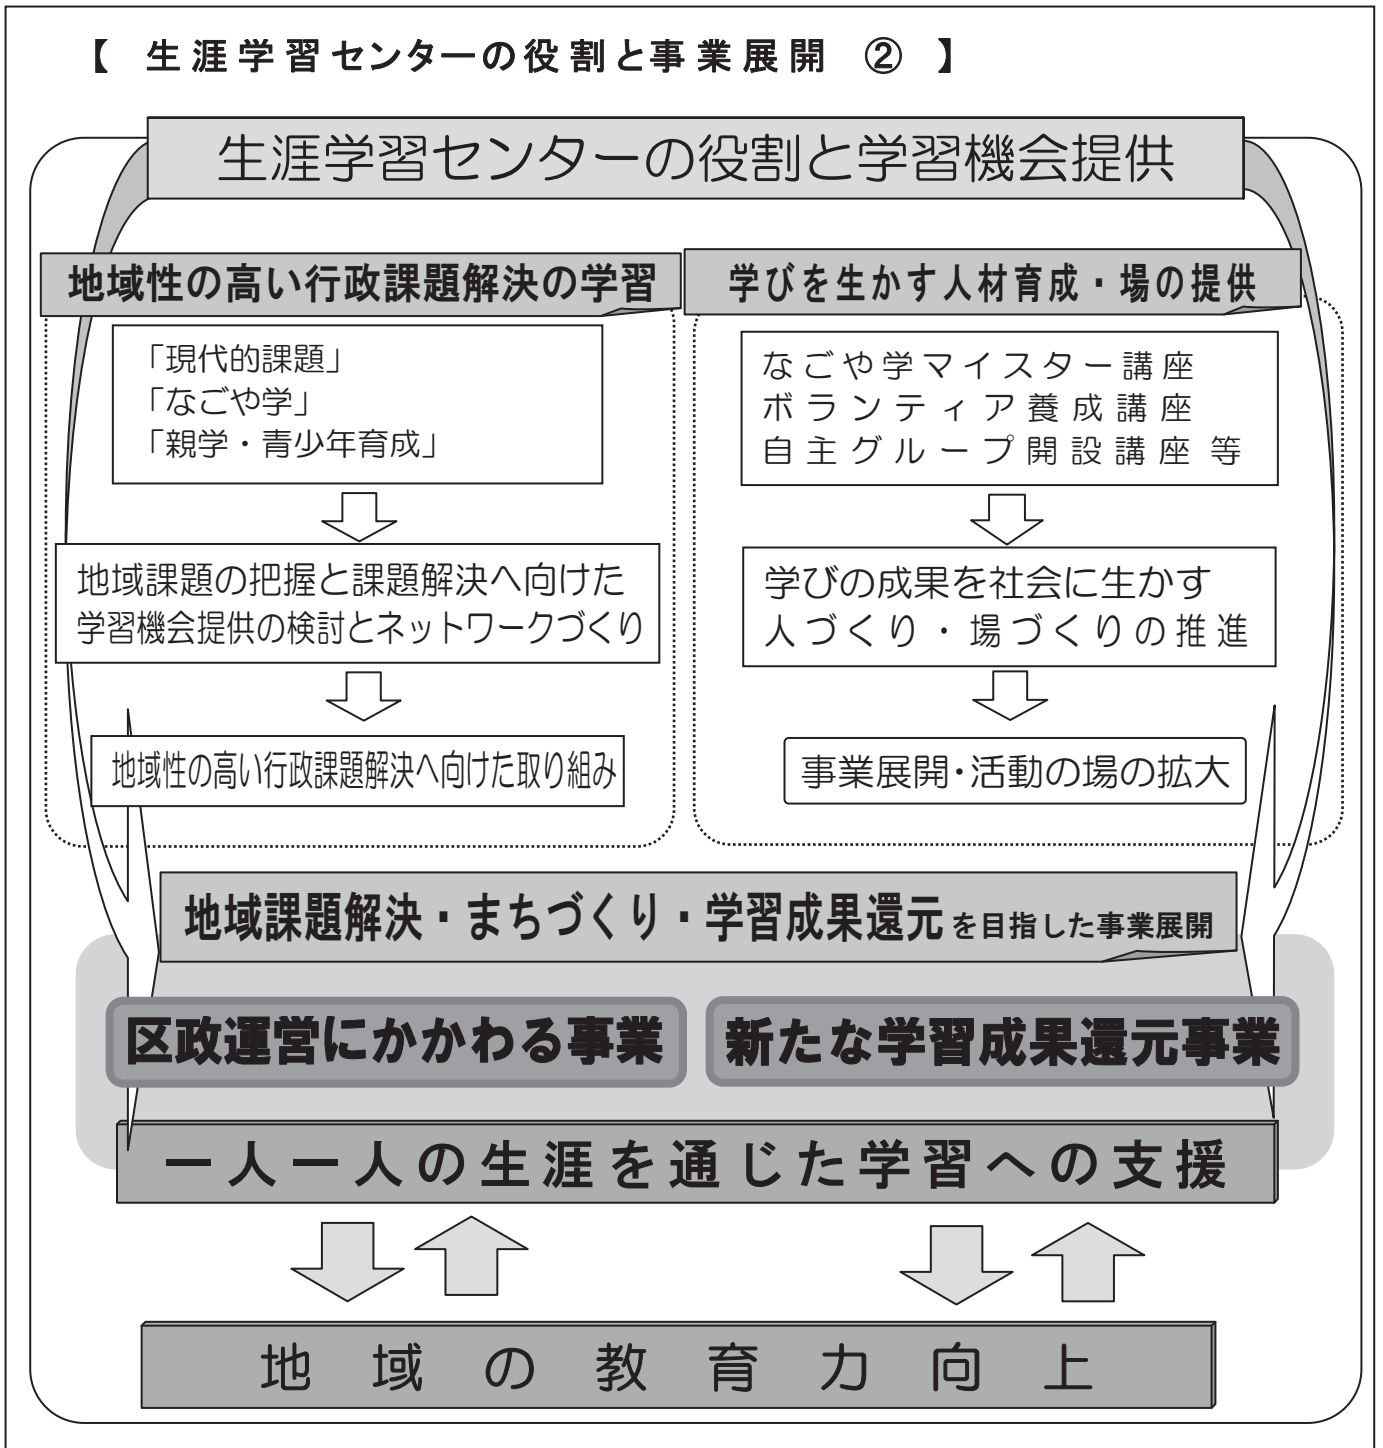 【 生涯学習センターの役割と事業展開 ② 】
生涯学習センターの役割と学習機会提供
地域性の高い行政課題解決の学習
「現代的課題」
「なごや学」
「親学・青少年育成」
地域課題の把握と課題解決へ向けた
学習機会提供の検討とネットワークづくり
地域性の高い行政課題解決へ向けた取り組み
学びを生かす人材育成・場の提供
なごや学マイスター講座
ボランティア養成講座
自主グループ開設講座 等
学びの成果を社会に生かす
人づくり・場づくりの推進
事業展開・活動の場の拡大
地域課題解決・まちづくり・学習成果還元を目指した事業展開
区政運営にかかわる事業
新たな学習成果還元事業
一人一人の生涯を通じた学習への支援
地域の教育力向上